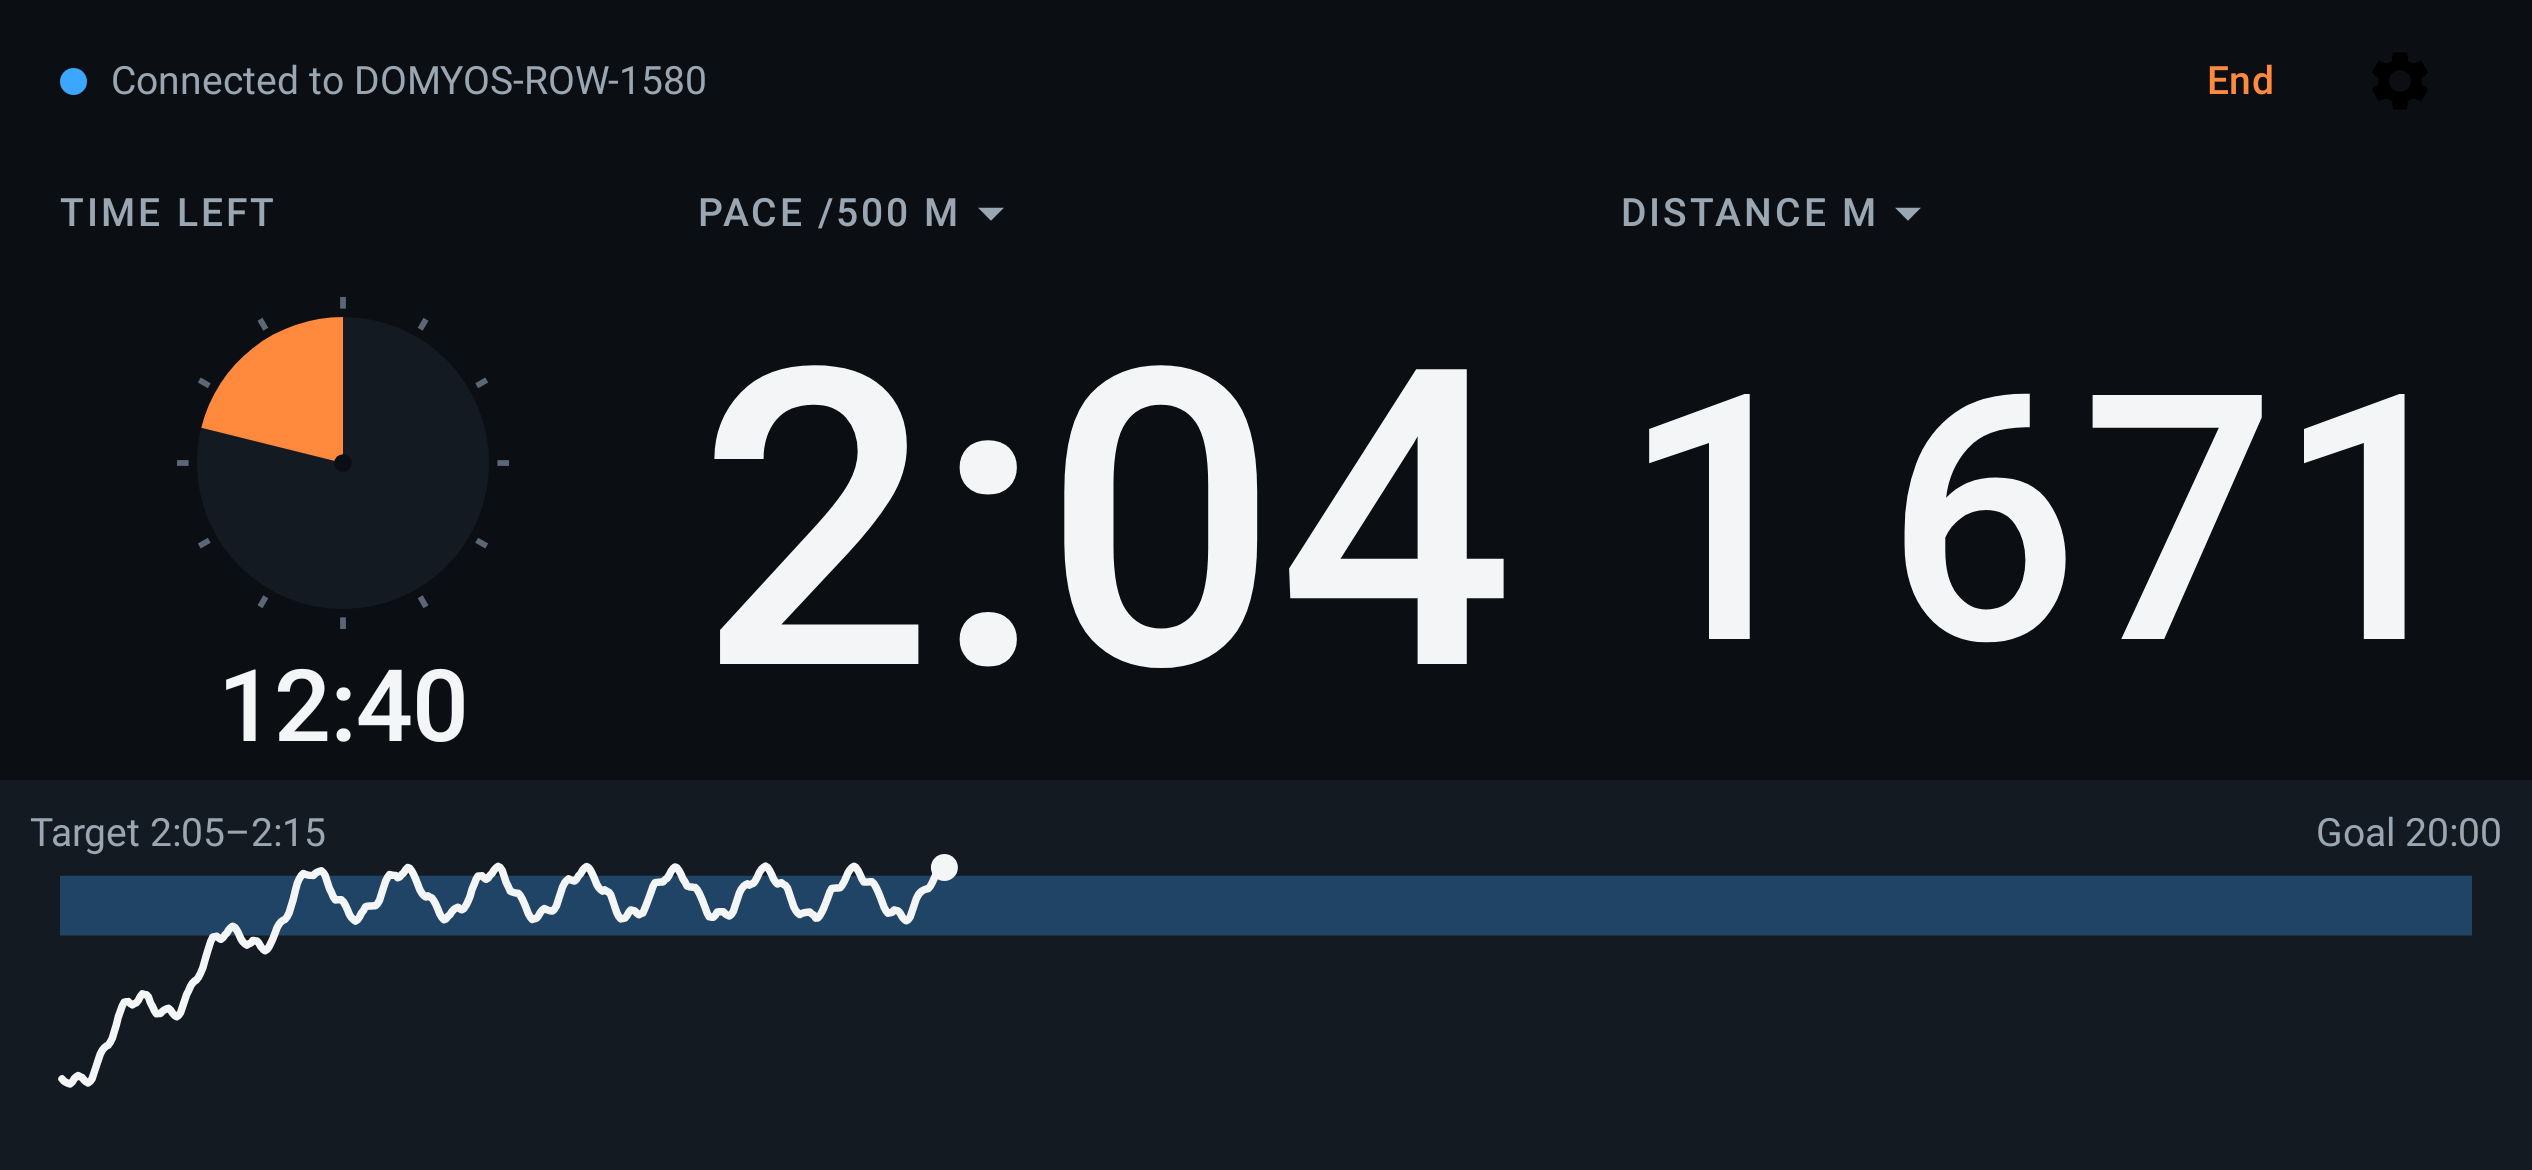 Connected to DOMYOS-ROW-1580
End
TIME LEFT
PACE /500 M
DISTANCE M
12:40
2:04
1 671
Target 2:05–2:15
Goal 20:00